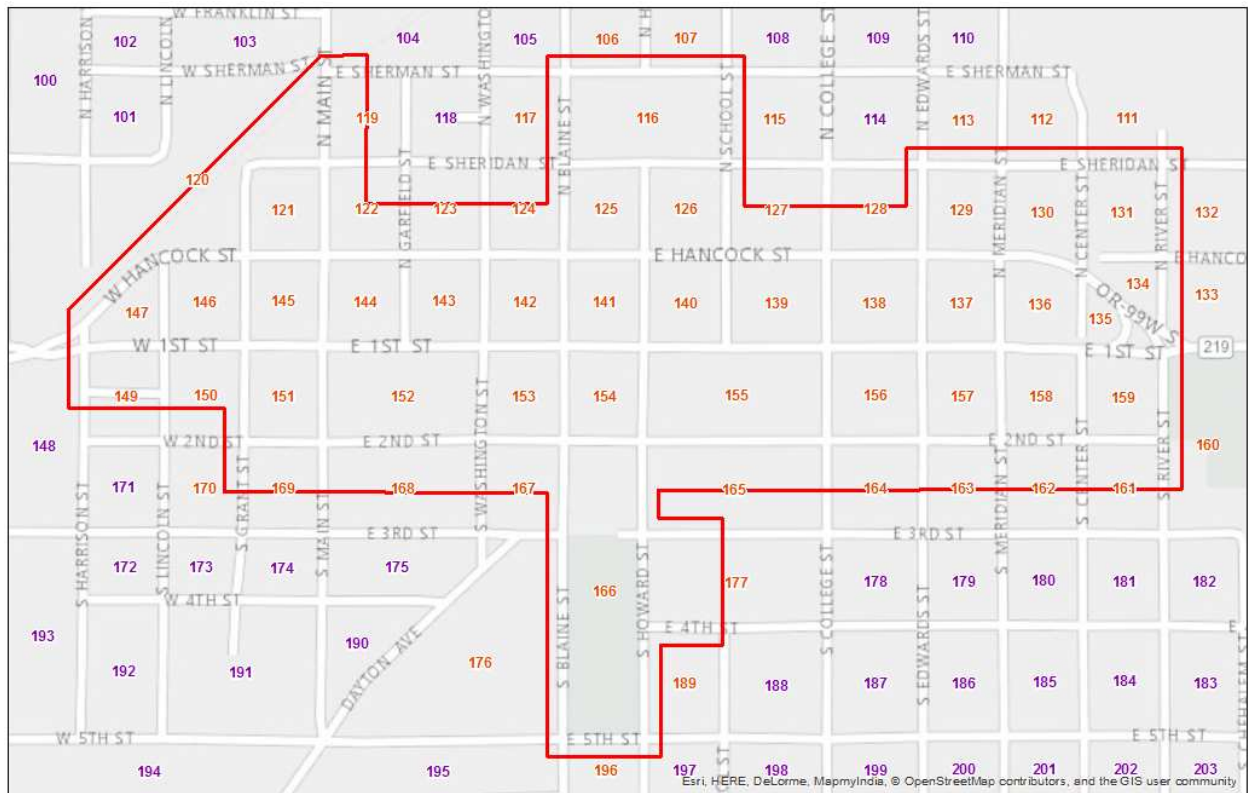 W FRANKLIN ST
102
103
104
105
106
107
108
109
110
100
W SHERMAN ST
E SHERMAN ST
E SHERMAN ST
N HARRISON
N LINCOLN
N MAIN ST
N WASHINGTON
N H
N SCHOOL ST
N COLLEGE ST
N EDWARDS ST
101
119
118
117
116
115
114
113
112
111
N GARFIELD ST
N BLAINE ST
E SHERIDAN ST
E SHERIDAN ST
120
121
122
123
124
125
126
127
128
129
130
131
132
N MERIDIAN ST
N CENTER ST
N RIVER ST
W HANCOCK ST
E HANCOCK ST
E HANCO
147
146
145
144
143
142
141
140
139
138
137
136
135
134
133
OR-99W S
W 1ST ST
E 1ST ST
E 1ST ST
219
149
150
151
152
153
154
155
156
157
158
159
160
148
W 2ND ST
E 2ND ST
E 2ND ST
S WASHINGTON ST
171
170
169
168
167
165
164
163
162
161
S HARRISON ST
S LINCOLN ST
S GRANT ST
S MAIN ST
S MERIDIAN ST
S CENTER ST
S RIVER ST
E 3RD ST
E 3RD ST
172
173
174
175
166
177
178
179
180
181
182
W 4TH ST
E 4TH ST
E
S BLAINE ST
S HOWARD ST
S COLLEGE ST
S EDWARDS ST
S CHEHALEM ST
193
192
191
190
DAYTON AVE
176
189
188
187
186
185
184
183
W 5TH ST
E 5TH ST
E 5TH ST
194
195
196
197
198
199
200
201
202
203
Esri, HERE, DeLorme, MapmyIndia, © OpenStreetMap contributors, and the GIS user community